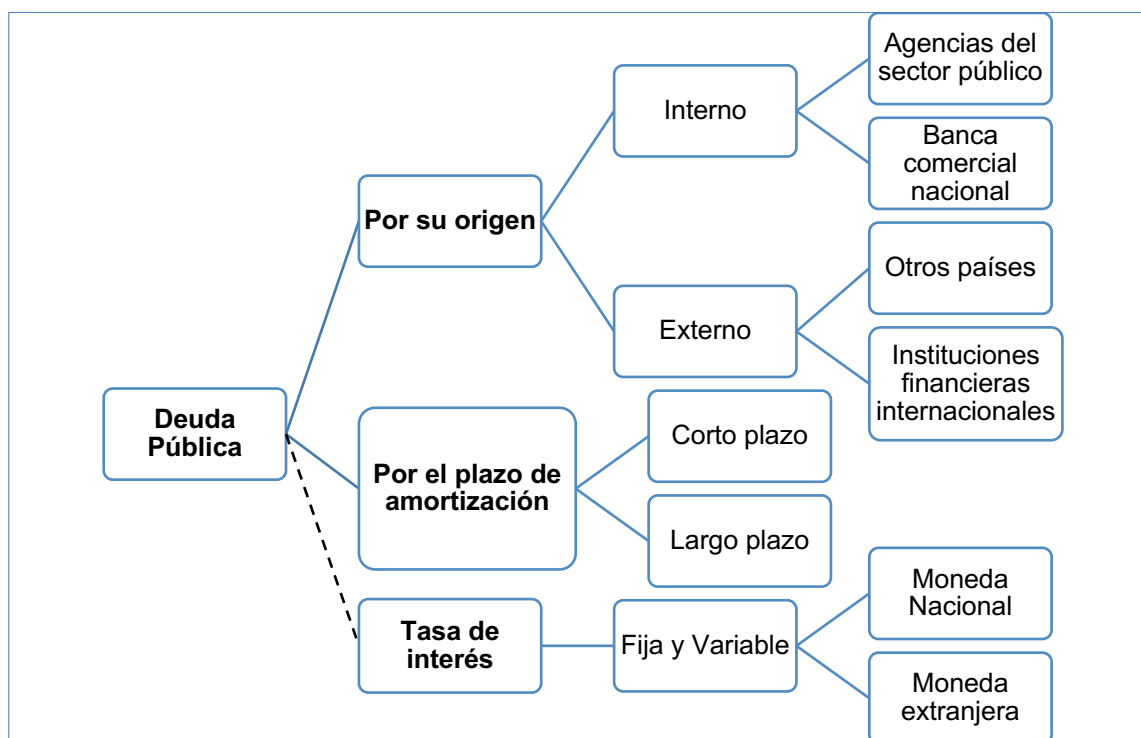 Deuda
Pública
Por su origen
Interno
Agencias del
sector público
Banca
comercial
nacional
Externo
Otros países
Instituciones
financieras
internacionales
Por el plazo de
amortización
Corto plazo
Largo plazo
Tasa de
interés
Fija y Variable
Moneda
Nacional
Moneda
extranjera